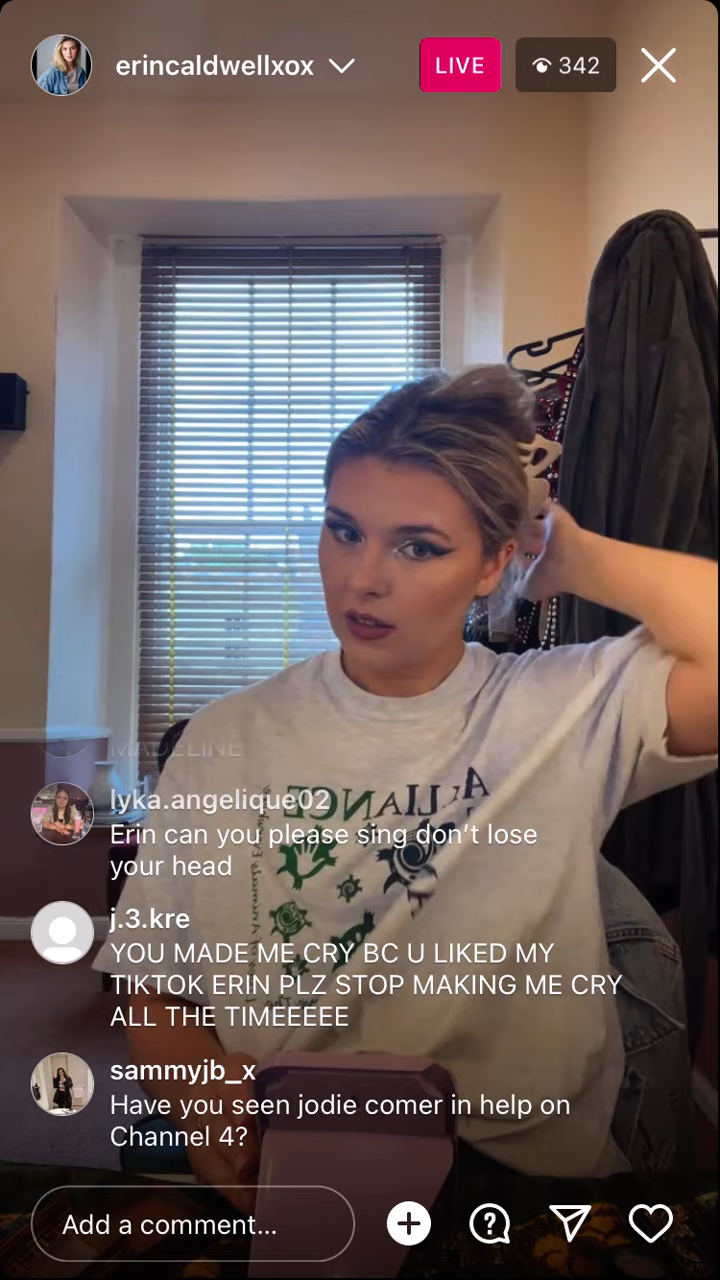 erincaldwellxox
LIVE
342
MADELINE
lyka.angelique02
Erin can you please sing don't lose
your head
j.3.kre
YOU MADE ME CRY BC U LIKED MY
TIKTOK ERIN PLZ STOP MAKING ME CRY
ALL THE TIMEEEEE
sammyjb_x
Have you seen jodie comer in help on
Channel 4?
ALLIANCE
Add a comment...